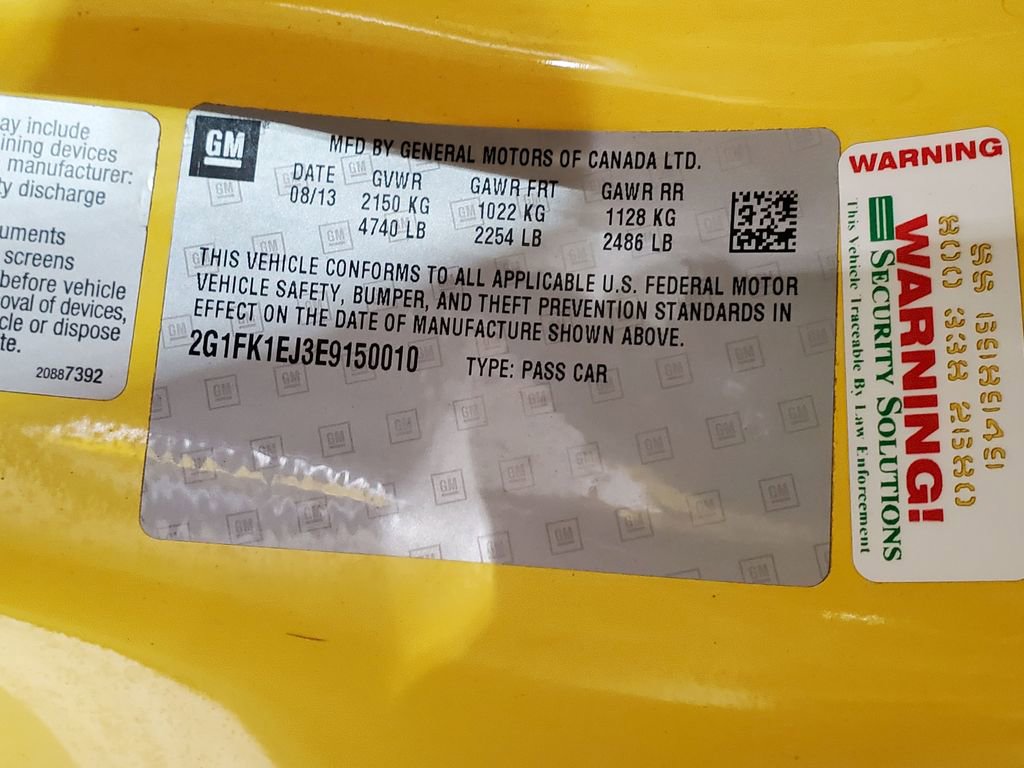 ay include
ining devices
manufacturer:
ty discharge
uments
screens
before vehicle
oval of devices,
cle or dispose
te.
20887392
GM
MFD BY GENERAL MOTORS OF CANADA LTD.
DATE GVWR GAWR FRT GAWR RR
08/13 2150 KG 1022 KG 1128 KG
4740 LB 2254 LB 2486 LB
THIS VEHICLE CONFORMS TO ALL APPLICABLE U.S. FEDERAL MOTOR
VEHICLE SAFETY, BUMPER, AND THEFT PREVENTION STANDARDS IN
EFFECT ON THE DATE OF MANUFACTURE SHOWN ABOVE.
2G1FK1EJ3E9150010 TYPE: PASS CAR
WARNING
WARNING!
SECURITY SOLUTIONS
This Vehicle Traceable By Law Enforcement